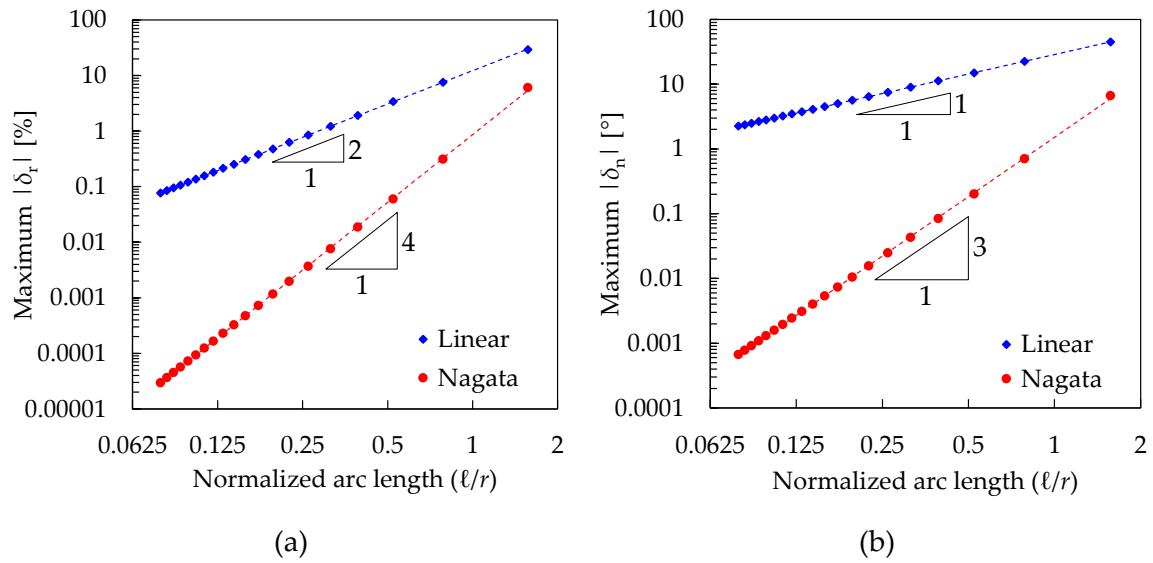 100
10
1
0.1
0.01
0.001
0.0001
0.00001
Maximum |δr| [%]
2
1
4
1
Linear
Nagata
0.0625 0.125 0.25 0.5 1 2
Normalized arc length (ℓ/r)
(a)
100
10
1
0.1
0.01
0.001
0.0001
Maximum |δn| [°]
1
1
3
1
Linear
Nagata
0.0625 0.125 0.25 0.5 1 2
Normalized arc length (ℓ/r)
(b)